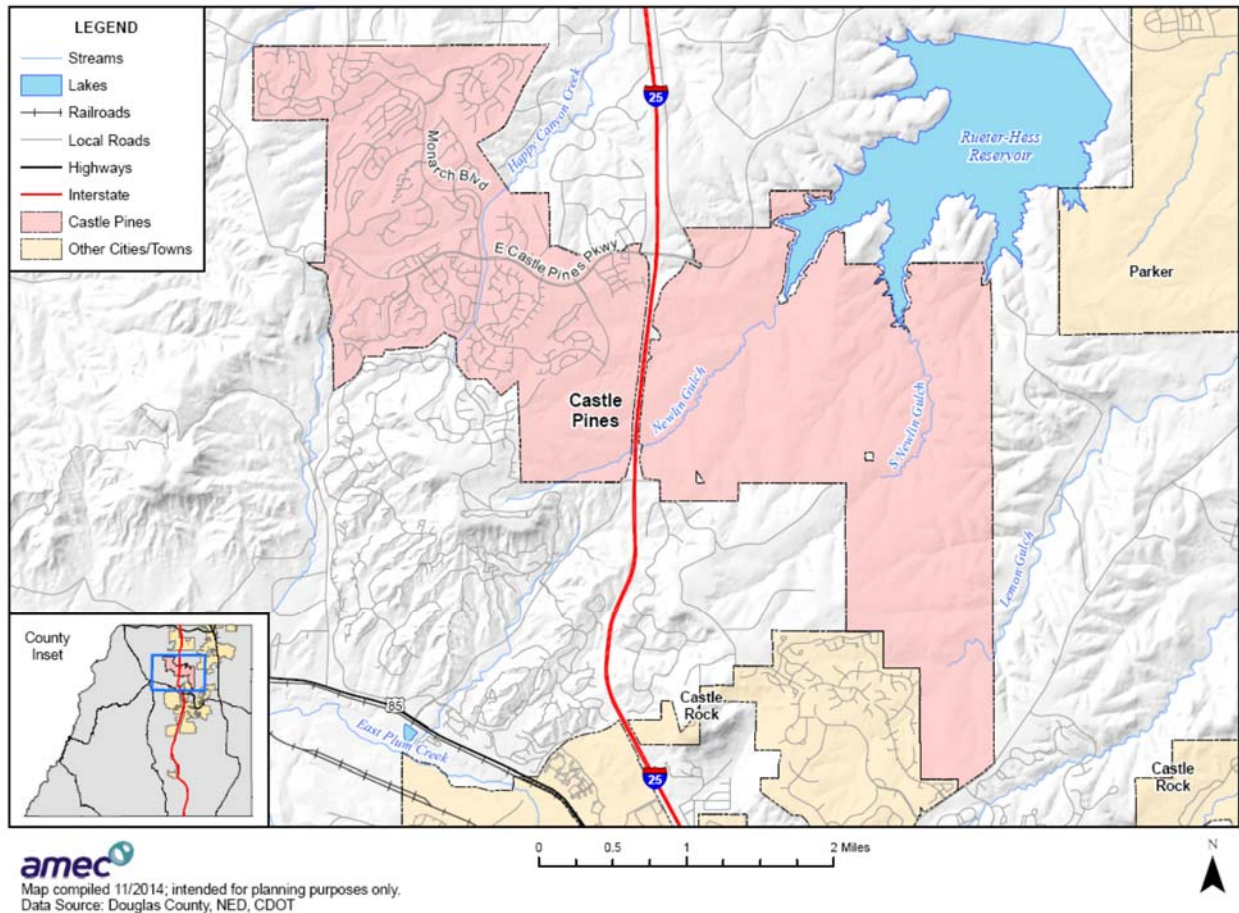 LEGEND
Streams
Lakes
Railroads
Local Roads
Highways
Interstate
Castle Pines
Other Cities/Towns
25
Happy Canyon Creek
Monarch Blvd
Rueter-Hess
Reservoir
E Castle Pines Pkwy
Parker
Castle
Pines
Newlin Gulch
S Newlin Gulch
Lemon Gulch
County
Inset
85
East Plum Creek
Castle
Rock
25
Castle
Rock
amec
Map compiled 11/2014; intended for planning purposes only.
Data Source: Douglas County, NED, CDOT
0 0.5 1 2 Miles
N